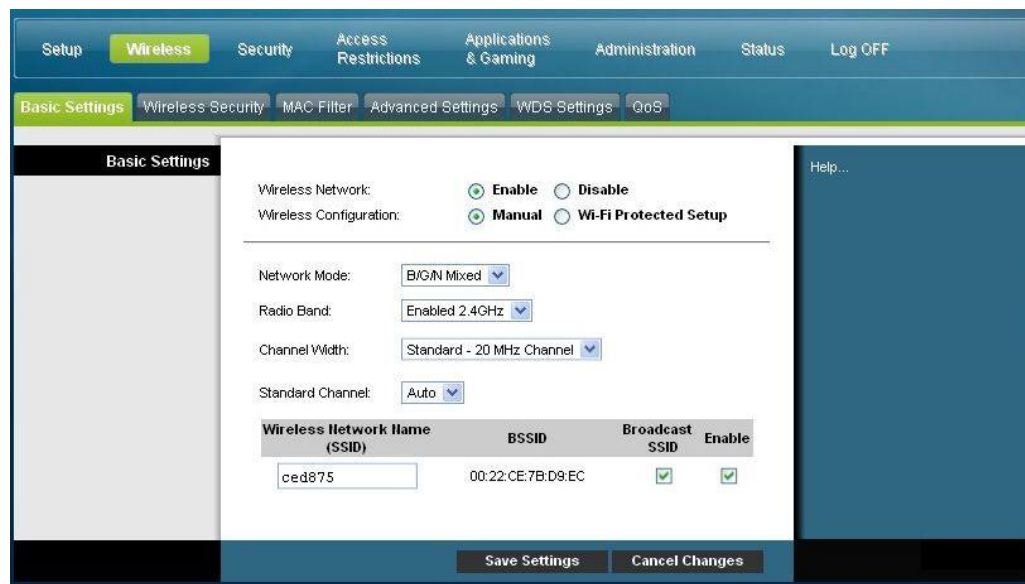 Setup Wireless Security Access Restrictions Applications & Gaming Administration Status Log OFF
Basic Settings Wireless Security MAC Filter Advanced Settings WDS Settings QoS
Basic Settings
Help...
Wireless Network: Enable Disable
Wireless Configuration: Manual Wi-Fi Protected Setup
Network Mode: B/G/N Mixed
Radio Band: Enabled 2.4GHz
Channel Width: Standard - 20 MHz Channel
Standard Channel: Auto
Wireless Network Name (SSID) BSSID Broadcast SSID Enable
ced875 00:22:CE:7B:D9:EC
Save Settings Cancel Changes